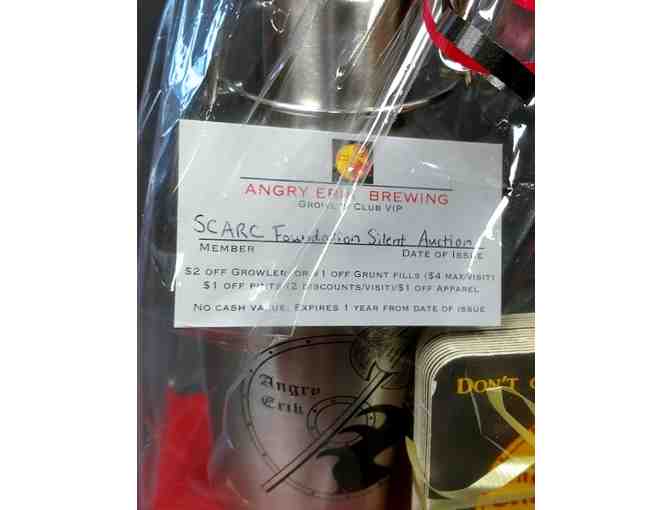 ANGRY ERIK BREWING
CLUB VIP
SCARC Foundation Silent Auction
MEMBER DATE OF ISSUE
$2 OFF GROWLER OR $1 OFF GRUNT FILLS ($4 MAX/VISIT)
$1 OFF PINTS (2 DISCOUNTS/VISIT)/$1 OFF APPAREL
NO CASH VALUE. EXPIRES 1 YEAR FROM DATE OF ISSUE
Angry
Erik
DON'T